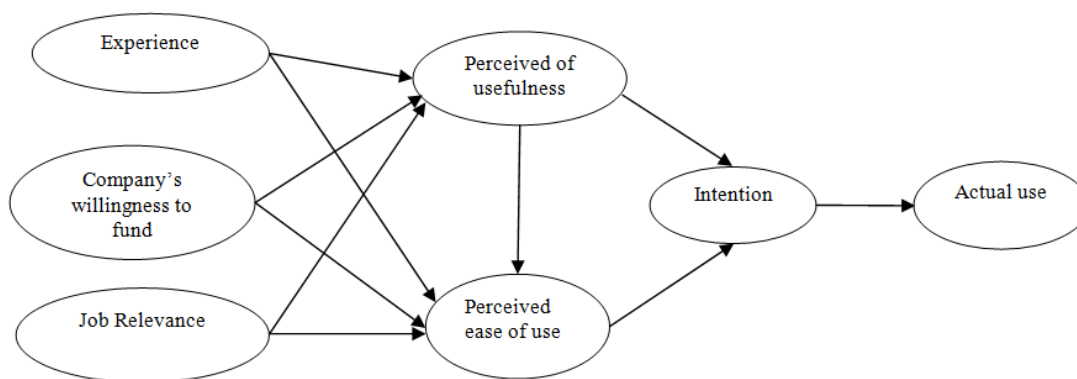 Experience
Perceived of
usefulness
Company's
willingness to
fund
Intention
Actual use
Job Relevance
Perceived
ease of use